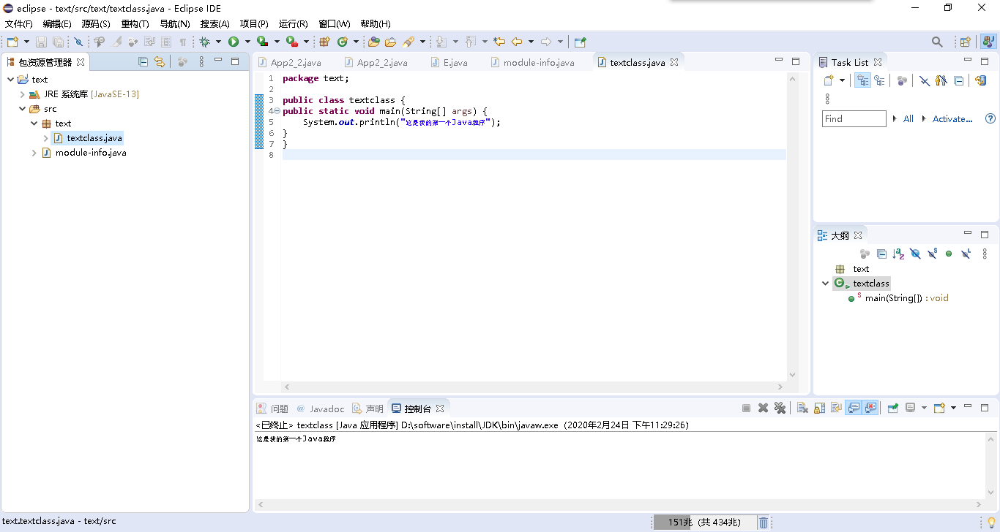 eclipse - text/src/text/textclass.java - Eclipse IDE
文件(F) 编辑(E) 源码(S) 重构(T) 导航(N) 搜索(A) 项目(P) 运行(R) 窗口(W) 帮助(H)
包资源管理器
text
JRE 系统库 [JavaSE-13]
src
text
textclass.java
module-info.java
App2_2.java App2_2.java E.java module-info.java textclass.java
1 package text;
2
3 public class textclass {
4 public static void main(String[] args) {
5 System.out.println("这是我的第一个Java程序");
6 }
7 }
8
Task List
Find All Activate...
大纲
text
textclass
main(String[]) : void
问题 Javadoc 声明 控制台
<已终止> textclass [Java 应用程序] D:\software\install\JDK\bin\javaw.exe (2020年2月24日 下午11:29:26)
这是我的第一个Java程序
text.textclass.java - text/src
151兆 (共 434兆)